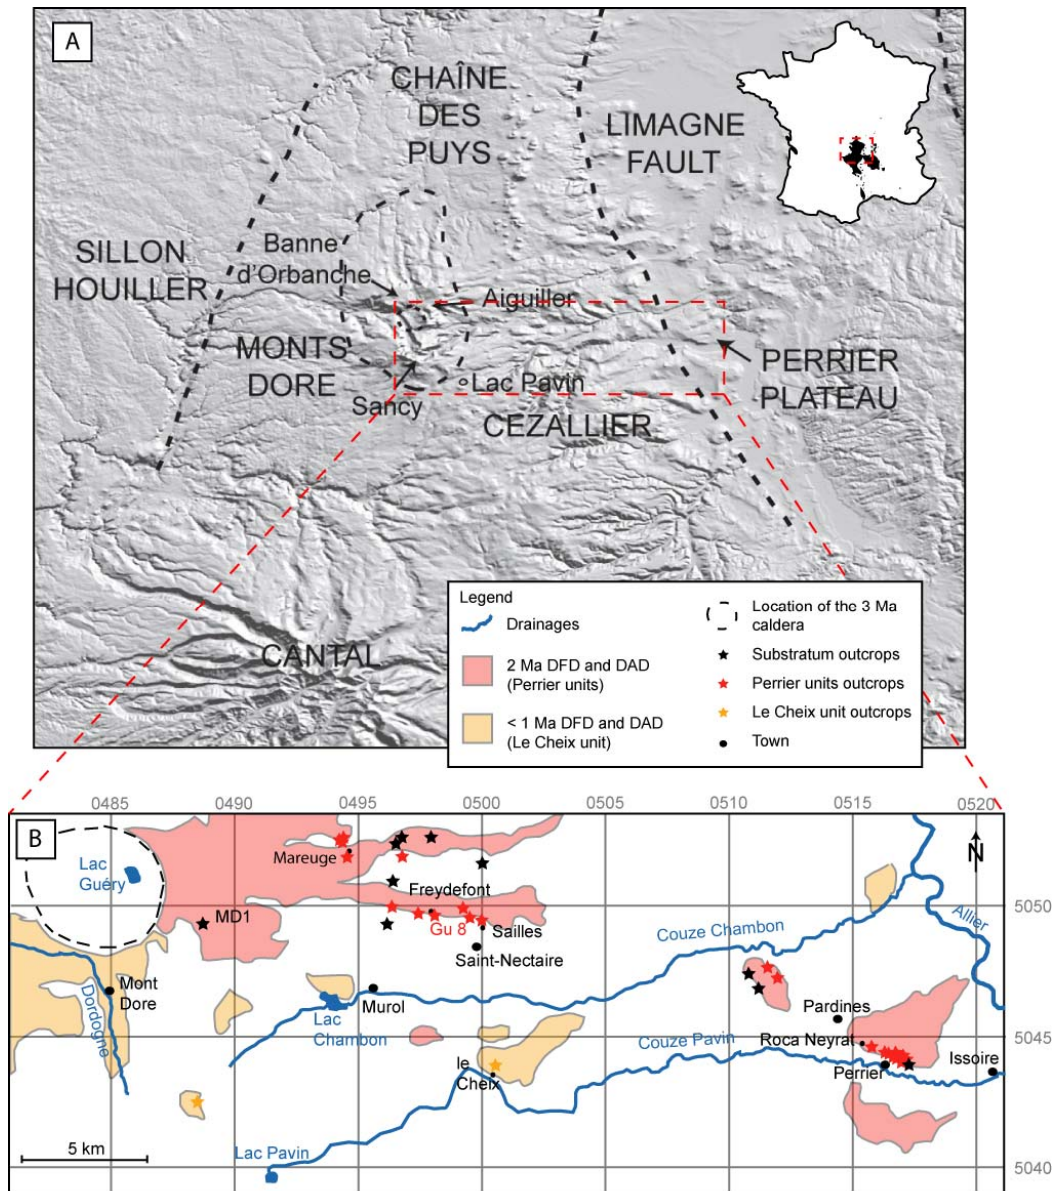 A
CHAÎNE
DES
PUYS
LIMAGNE
FAULT
SILLON
HOUILLER
Banne
d'Orbanche
Aiguiller
MONTS
DORE
Sancy
Lac Pavin
CEZALLIER
PERRIER
PLATEAU
CANTAL
Legend
Drainages
2 Ma DFD and DAD
(Perrier units)
< 1 Ma DFD and DAD
(Le Cheix unit)
Location of the 3 Ma
caldera
Substratum outcrops
Perrier units outcrops
Le Cheix unit outcrops
Town
0485 0490 0495 0500 0505 0510 0515 0520
B
N
Lac
Guéry
Mareuge
Freydefont
MD1
Gu 8
Sailles
Saint-Nectaire
5050
Couze Chambon
Allier
Mont
Dore
Dordogne
Murol
Lac
Chambon
Pardines
Couze Pavin
Roca Neyrat
5045
Issoire
Perrier
le
Cheix
5 km
Lac Pavin
5040